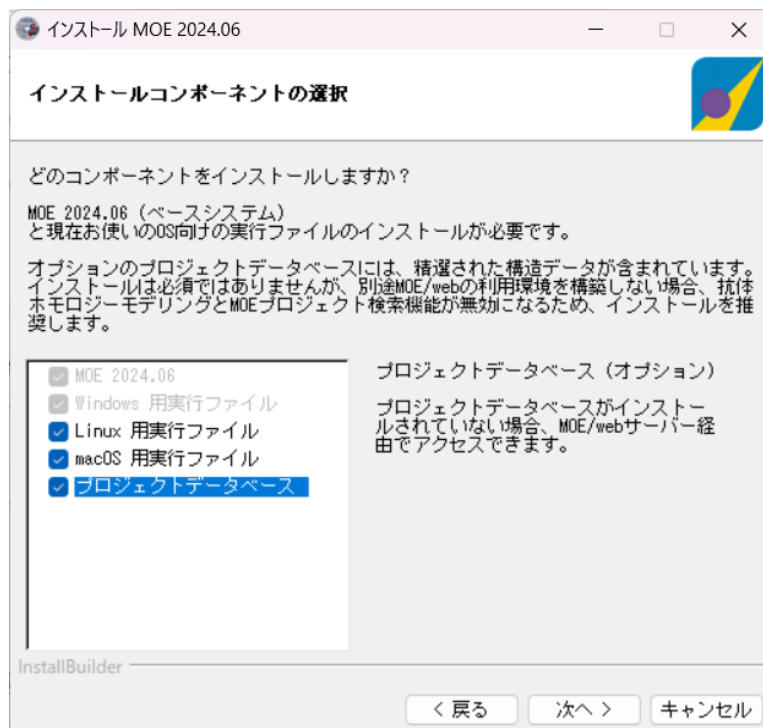 インストール MOE 2024.06
インストールコンポーネントの選択
どのコンポーネントをインストールしますか？
MOE 2024.06 (ベースシステム)
と現在お使いのOS向けの実行ファイルのインストールが必要です。
オプションのプロジェクトデータベースには、精選された構造データが含まれています。
インストールは必須ではありませんが、別途MOE/webの利用環境を構築しない場合、抗体
ホモロジーモデリングとMOEプロジェクト検索機能が無効になるため、インストールを推
奨します。
MOE 2024.06
Windows 用実行ファイル
Linux 用実行ファイル
macOS 用実行ファイル
プロジェクトデータベース
プロジェクトデータベース（オプション）
プロジェクトデータベースがインストー
ルされていない場合、MOE/webサーバー経
由でアクセスできます。
InstallBuilder
< 戻る
次へ >
キャンセル